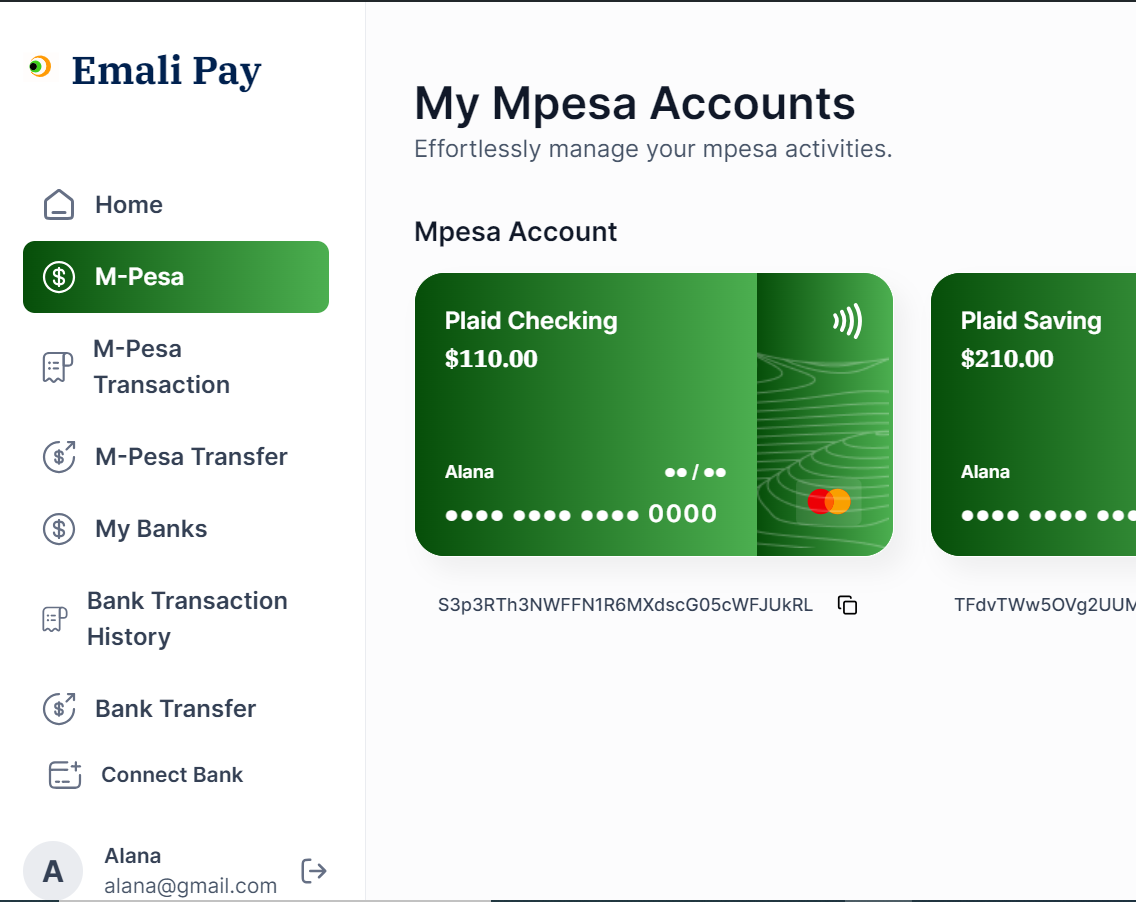 Emali Pay
Home
M-Pesa
M-Pesa
Transaction
M-Pesa Transfer
My Banks
Bank Transaction
History
Bank Transfer
Connect Bank
A
Alana
alana@gmail.com
My Mpesa Accounts
Effortlessly manage your mpesa activities.
Mpesa Account
Plaid Checking
$110.00
Alana ●● / ●●
●●●● ●●●● ●●●● 0000
S3p3RTh3NWFFN1R6MXdscG05cWFJUkRL
Plaid Saving
$210.00
Alana
●●●● ●●●● ●●●
TFdvTWw5OVg2UUM